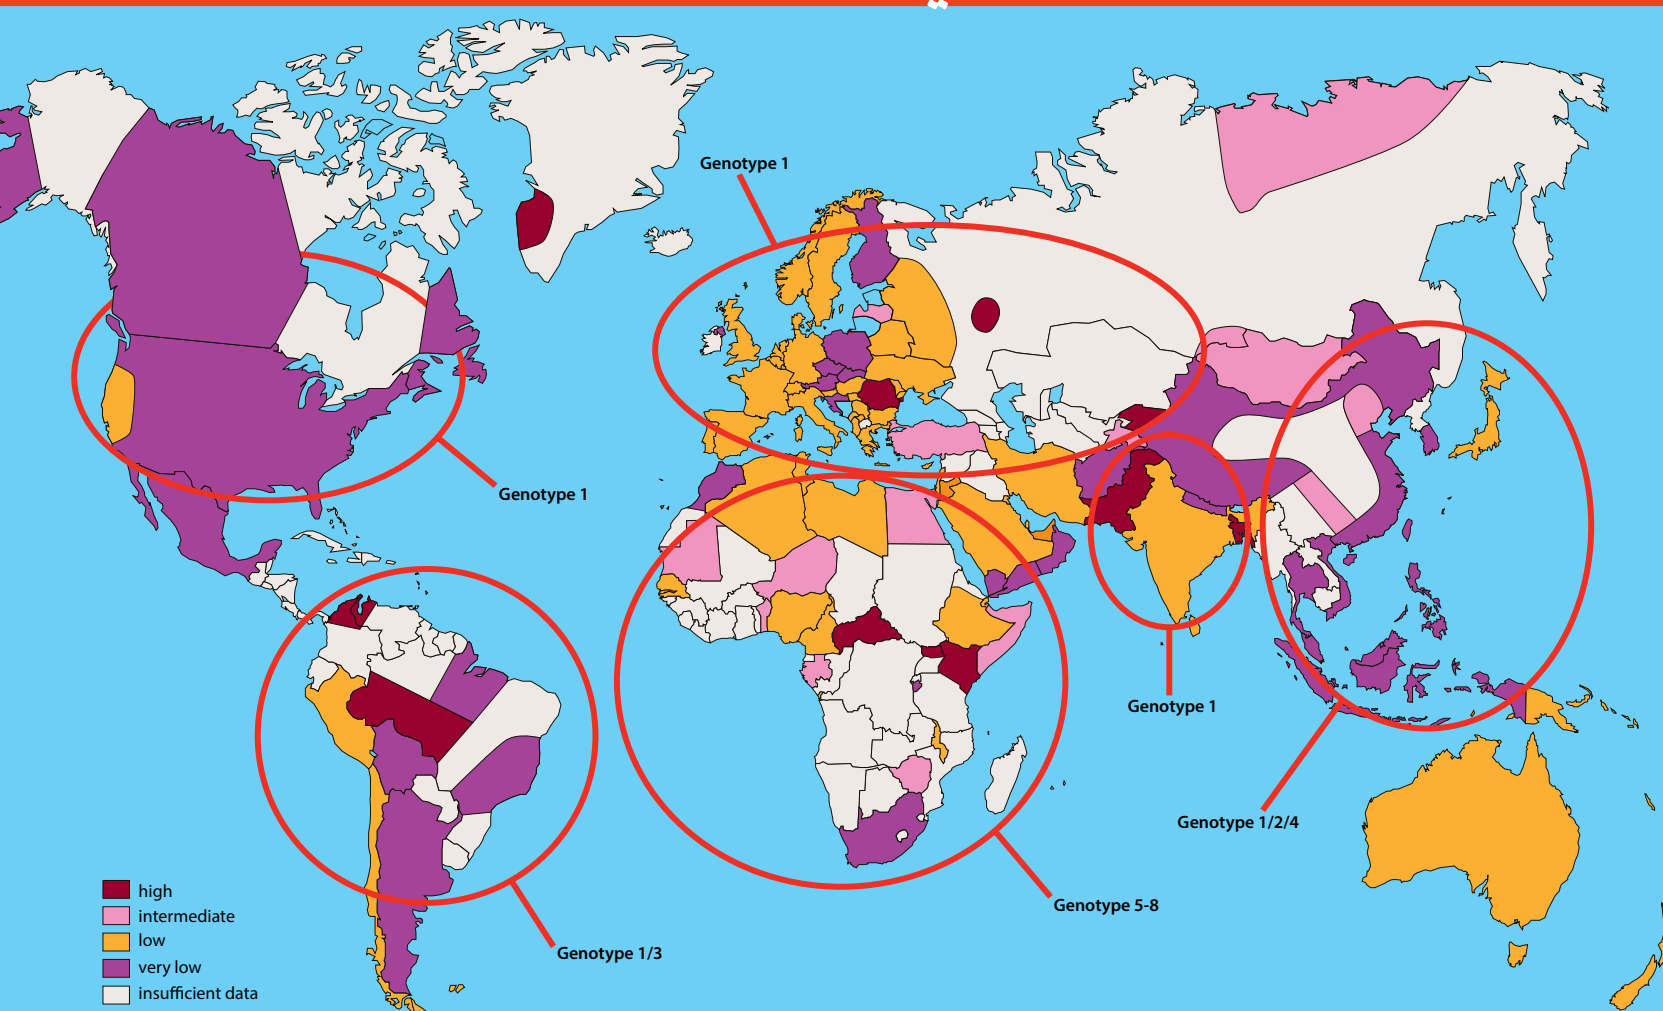 Genotype 1
Genotype 1
Genotype 1
Genotype 1/2/4
Genotype 5-8
Genotype 1/3
high
intermediate
low
very low
insufficient data